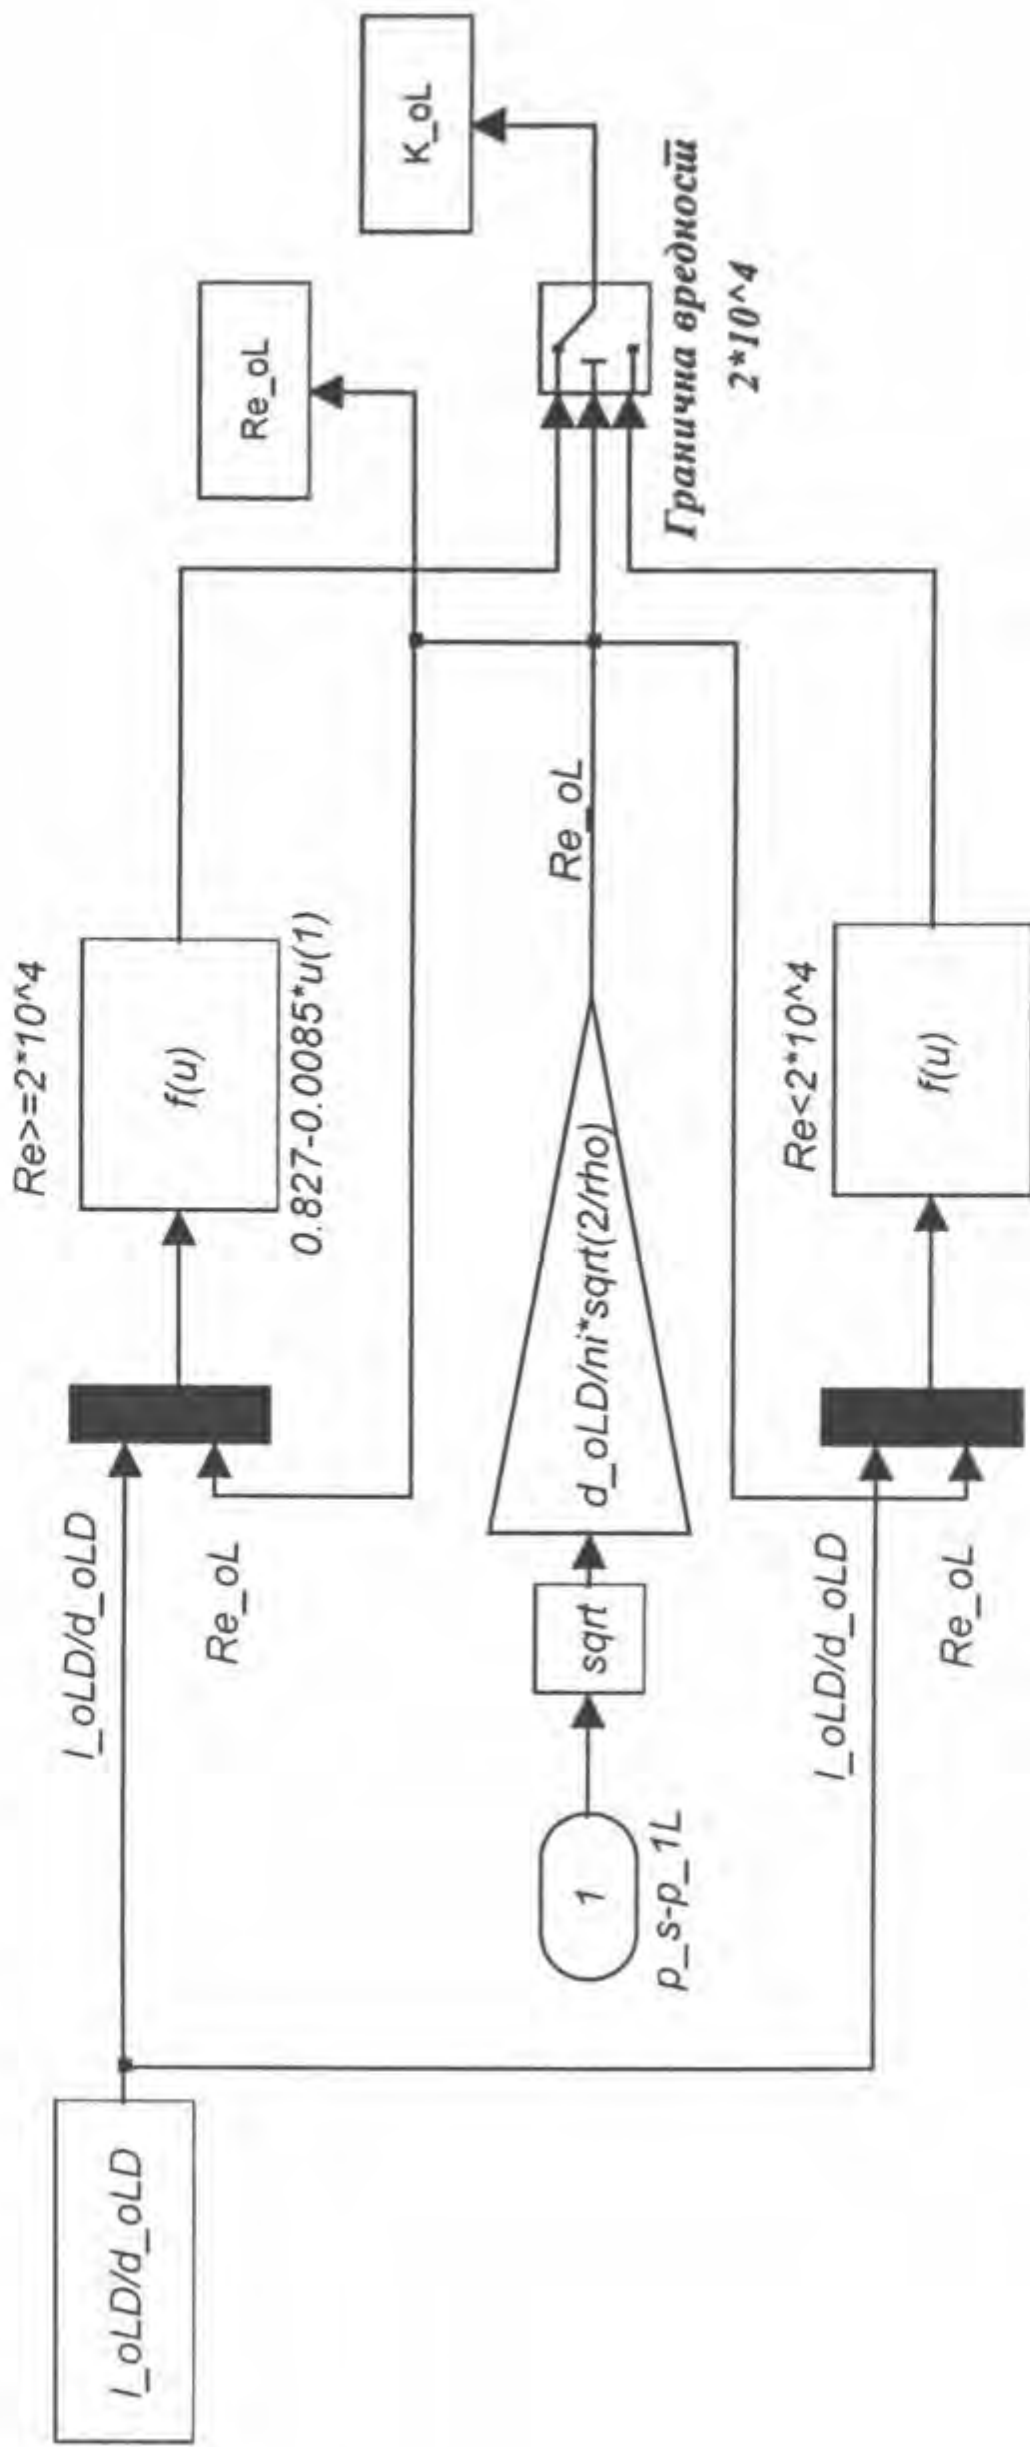 l_oLD/d_oLD
l_oLD/d_oLD
Re_oL
Re>=2*10^4
f(u)
0.827-0.0085*u(1)
Re_oL
K_oL
1
p_s-p_1L
sqrt
d_oLD/ni*sqrt(2/rho)
Re_oL
Гранична вредност
2*10^4
l_oLD/d_oLD
Re_oL
Re<2*10^4
f(u)